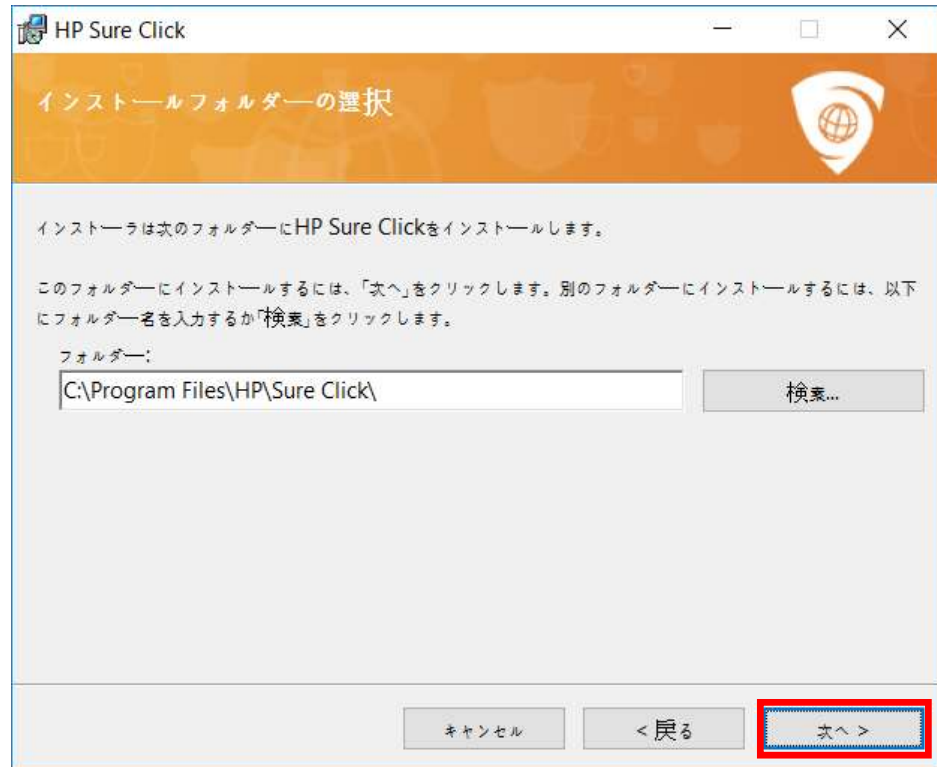 HP Sure Click
インストールフォルダーの選択
インストーラは次のフォルダーにHP Sure Clickをインストールします。
このフォルダーにインストールするには、「次へ」をクリックします。別のフォルダーにインストールするには、以下
にフォルダー名を入力するか「検索」をクリックします。
フォルダー:
C:\Program Files\HP\Sure Click\
検索...
キャンセル
< 戻る
次へ >